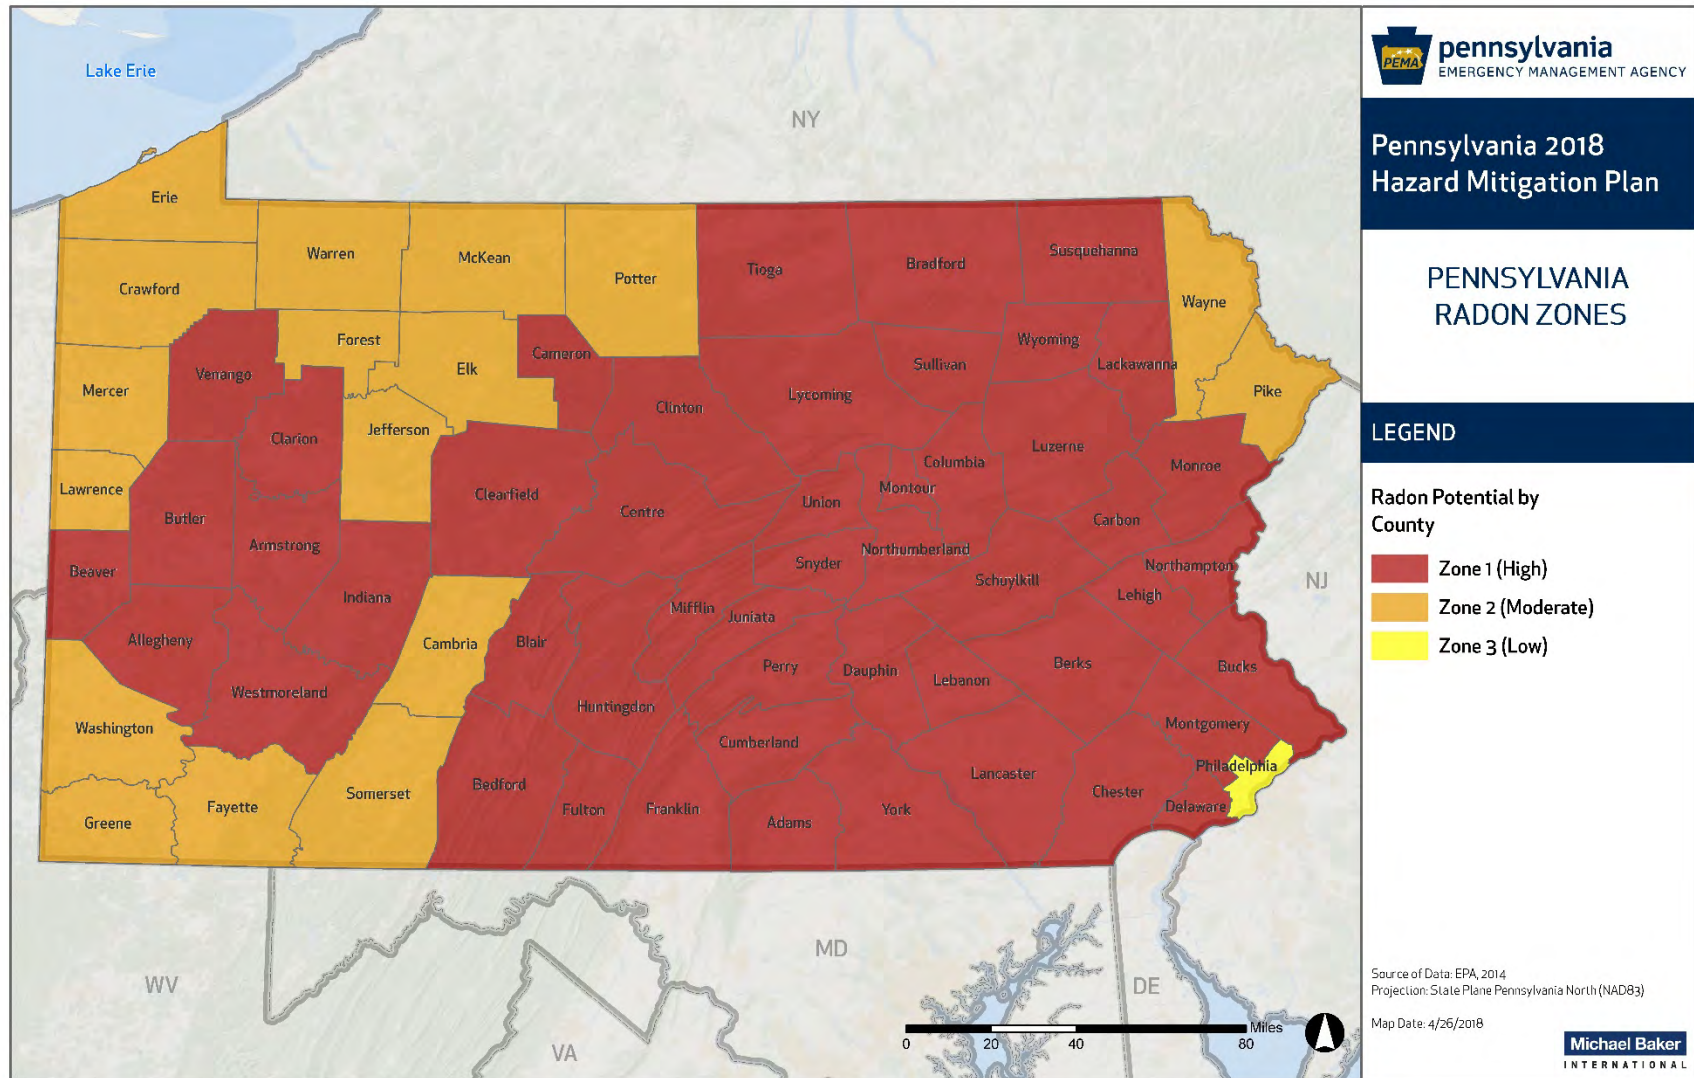 Lake Erie
NY
Erie
Warren
McKean
Potter
Tioga
Bradford
Susquehanna
Crawford
Wayne
Forest
Cameron
Wyoming
Venango
Elk
Sullivan
Lackawanna
Mercer
Lycoming
Pike
Clinton
Jefferson
Clarion
Luzerne
Columbia
Monroe
Lawrence
Clearfield
Montour
Union
Butler
Centre
Carbon
Armstrong
Northumberland
Beaver
Snyder
Northampton
Schuylkill
NJ
Indiana
Lehigh
Mifflin
Juniata
Allegheny
Cambria
Blair
Perry
Dauphin
Berks
Bucks
Lebanon
Westmoreland
Huntingdon
Washington
Montgomery
Cumberland
Philadelphia
Lancaster
Bedford
Somerset
Chester
Fayette
Fulton
Franklin
York
Delaware
Greene
Adams
MD
WV
DE
VA
Miles
0
20
40
80
PEMA
pennsylvania
EMERGENCY MANAGEMENT AGENCY
Pennsylvania 2018
Hazard Mitigation Plan
PENNSYLVANIA
RADON ZONES
LEGEND
Radon Potential by
County
Zone 1 (High)
Zone 2 (Moderate)
Zone 3 (Low)
Source of Data: EPA, 2014
Projection: State Plane Pennsylvania North (NAD83)
Map Date: 4/26/2018
Michael Baker
INTERNATIONAL